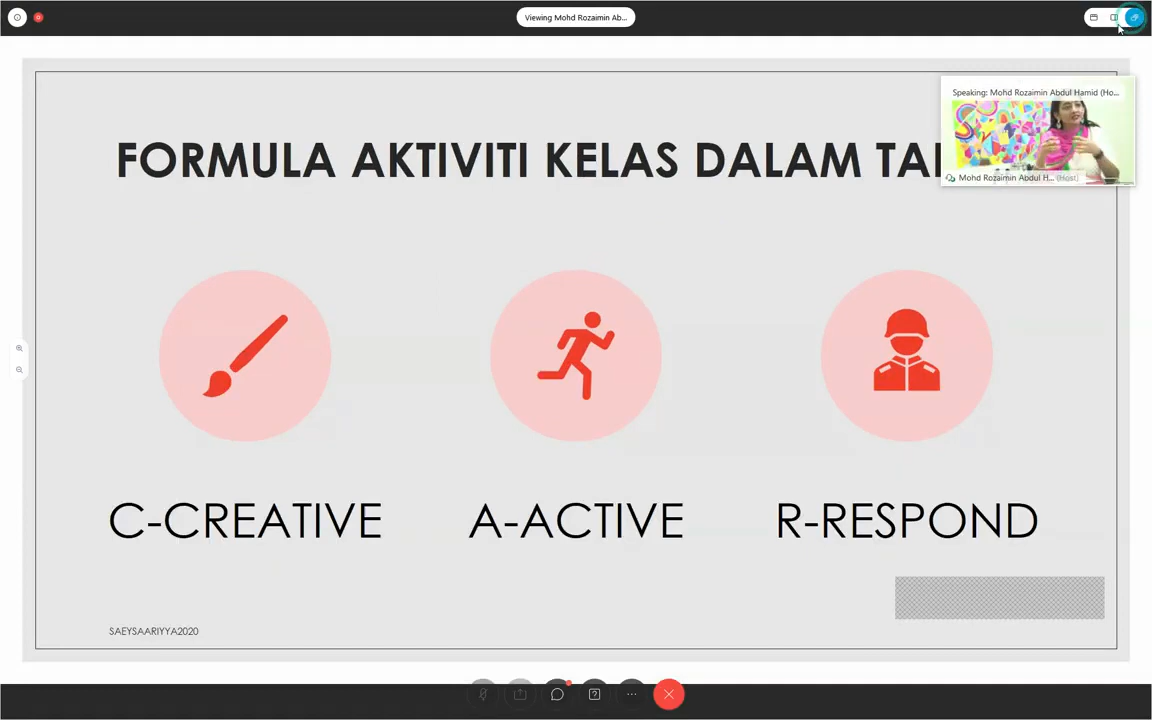 Viewing Mohd Rozaimin Ab...
Speaking: Mohd Rozaimin Abdul Hamid (Ho...
FORMULA AKTIVITI KELAS DALAM
Mohd Rozaimin Abdul H... (Host)
C-CREATIVE
A-ACTIVE
R-RESPOND
SAEYSAARIYYA2020